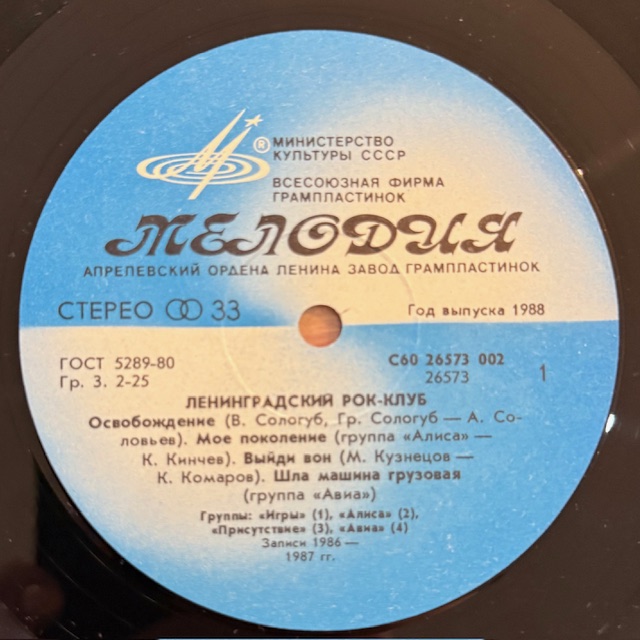 ®
МИНИСТЕРСТВО
КУЛЬТУРЫ СССР
ВСЕСОЮЗНАЯ ФИРМА
ГРАМПЛАСТИНОК
МЕЛОДИЯ
АПРЕЛЕВСКИЙ ОРДЕНА ЛЕНИНА ЗАВОД ГРАМПЛАСТИНОК
СТЕРЕО 33
Год выпуска 1988
ГОСТ 5289-80
Гр. 3. 2-25
С60 26573 002
26573
1
ЛЕНИНГРАДСКИЙ РОК-КЛУБ
Освобождение (В. Сологуб, Гр. Сологуб — А. Со-
ловьев). Мое поколение (группа «Алиса» —
К. Кинчев). Выйди вон (М. Кузнецов —
К. Комаров). Шла машина грузовая
(группа «Авиа»)
Группы: «Игры» (1), «Алиса» (2),
«Присутствие» (3), «Авиа» (4)
Записи 1986—
1987 гг.